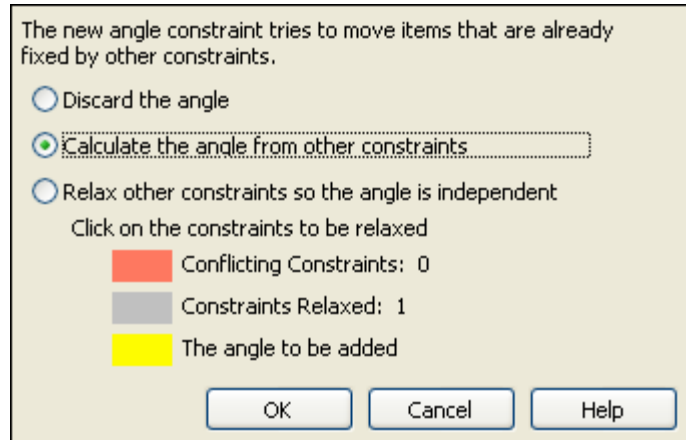 The new angle constraint tries to move items that are already
fixed by other constraints.
Discard the angle
Calculate the angle from other constraints
Relax other constraints so the angle is independent
Click on the constraints to be relaxed
Conflicting Constraints: 0
Constraints Relaxed: 1
The angle to be added
OK Cancel Help